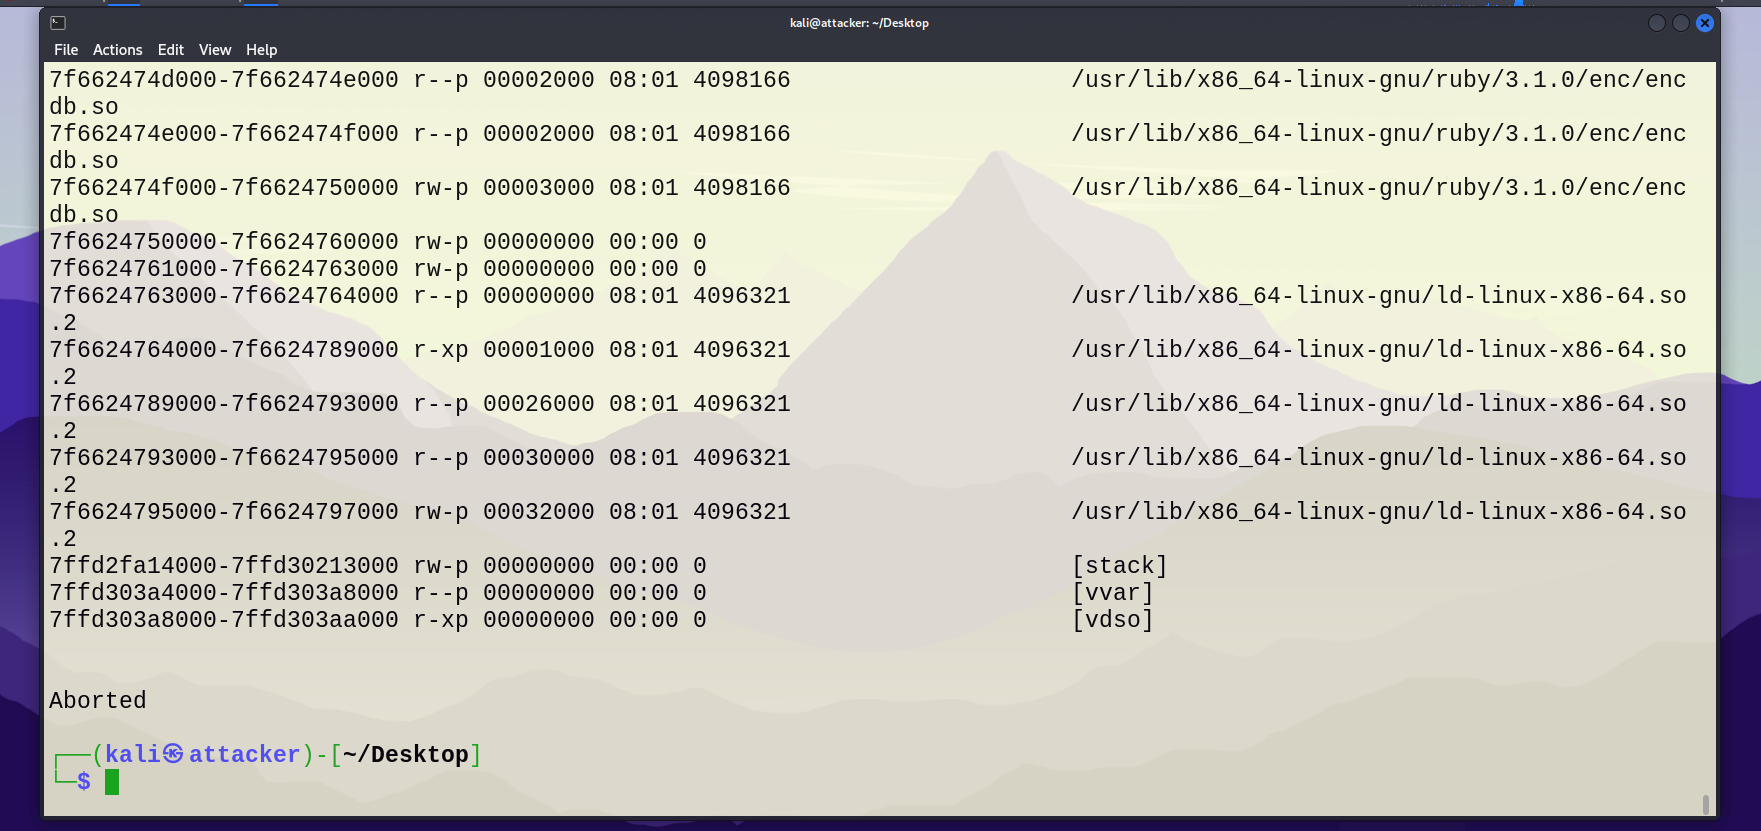 kali@attacker: ~/Desktop
File Actions Edit View Help
7f662474d000-7f662474e000 r--p 00002000 08:01 4098166                    /usr/lib/x86_64-linux-gnu/ruby/3.1.0/enc/enc
db.so
7f662474e000-7f662474f000 r--p 00002000 08:01 4098166                    /usr/lib/x86_64-linux-gnu/ruby/3.1.0/enc/enc
db.so
7f662474f000-7f6624750000 rw-p 00003000 08:01 4098166                    /usr/lib/x86_64-linux-gnu/ruby/3.1.0/enc/enc
db.so
7f6624750000-7f6624760000 rw-p 00000000 00:00 0
7f6624761000-7f6624763000 rw-p 00000000 00:00 0
7f6624763000-7f6624764000 r--p 00000000 08:01 4096321                    /usr/lib/x86_64-linux-gnu/ld-linux-x86-64.so
.2
7f6624764000-7f6624789000 r-xp 00001000 08:01 4096321                    /usr/lib/x86_64-linux-gnu/ld-linux-x86-64.so
.2
7f6624789000-7f6624793000 r--p 00026000 08:01 4096321                    /usr/lib/x86_64-linux-gnu/ld-linux-x86-64.so
.2
7f6624793000-7f6624795000 r--p 00030000 08:01 4096321                    /usr/lib/x86_64-linux-gnu/ld-linux-x86-64.so
.2
7f6624795000-7f6624797000 rw-p 00032000 08:01 4096321                    /usr/lib/x86_64-linux-gnu/ld-linux-x86-64.so
.2
7ffd2fa14000-7ffd30213000 rw-p 00000000 00:00 0                          [stack]
7ffd303a4000-7ffd303a8000 r--p 00000000 00:00 0                          [vvar]
7ffd303a8000-7ffd303aa000 r-xp 00000000 00:00 0                          [vdso]
Aborted
┌──(kali㉿attacker)-[~/Desktop]
└─$